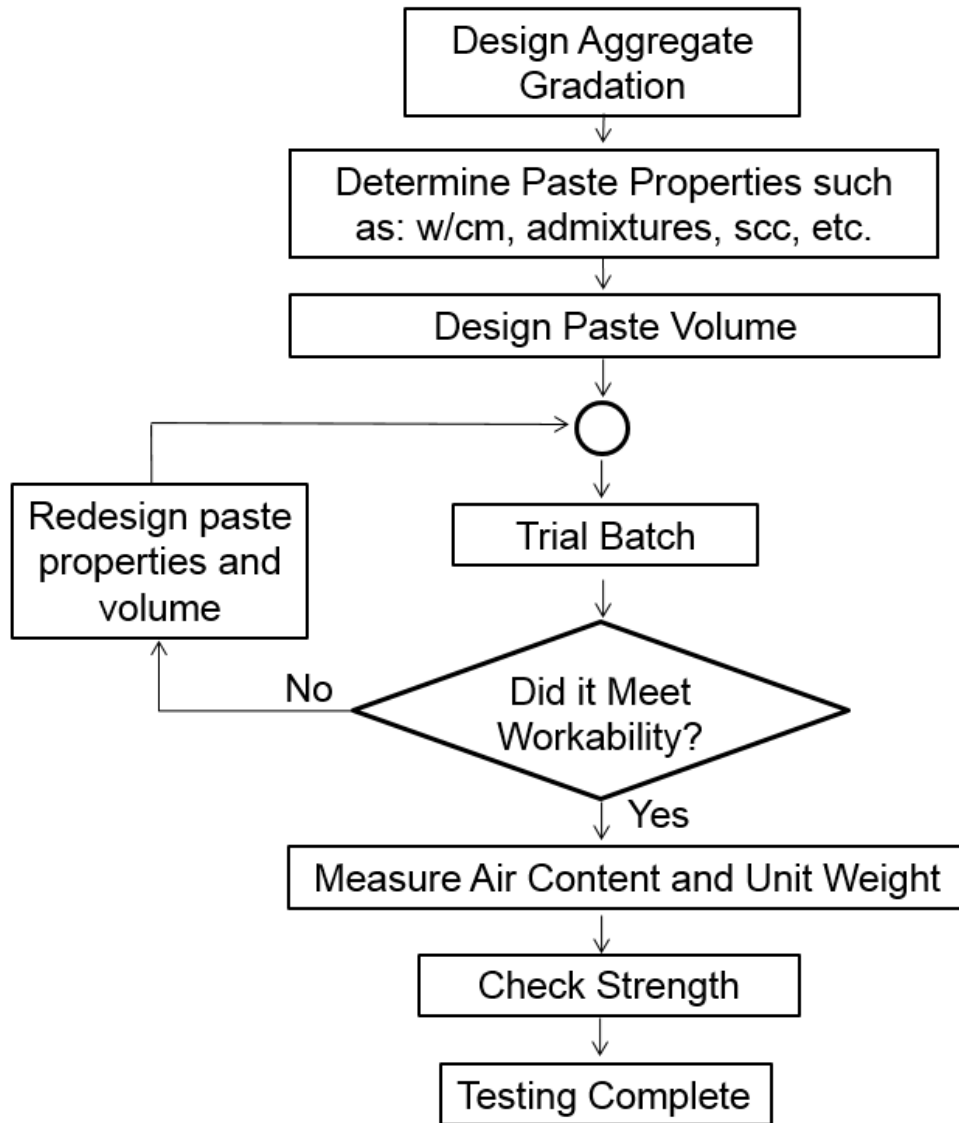 Design Aggregate
Gradation
Determine Paste Properties such
as: w/cm, admixtures, scc, etc.
Design Paste Volume
Redesign paste
properties and
volume
Trial Batch
No
Did it Meet
Workability?
Yes
Measure Air Content and Unit Weight
Check Strength
Testing Complete